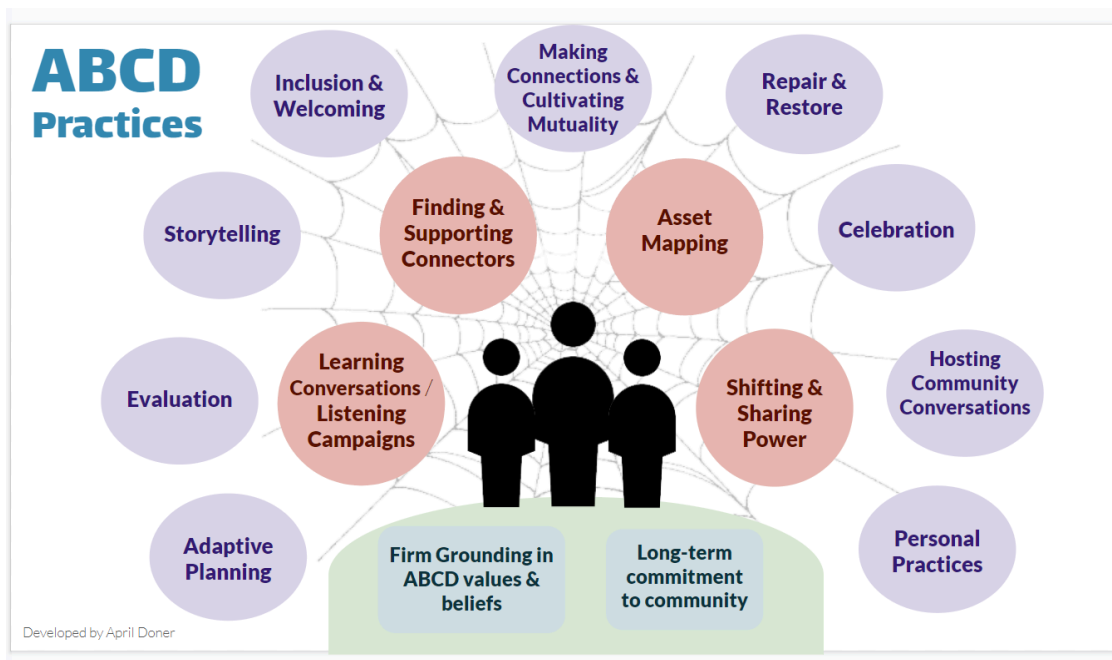 ABCD
Practices
Inclusion &
Welcoming
Making
Connections &
Cultivating
Mutuality
Repair &
Restore
Storytelling
Finding &
Supporting
Connectors
Asset
Mapping
Celebration
Evaluation
Learning
Conversations /
Listening
Campaigns
Shifting &
Sharing
Power
Hosting
Community
Conversations
Adaptive
Planning
Firm Grounding in
ABCD values &
beliefs
Long-term
commitment
to community
Personal
Practices
Developed by April Doner